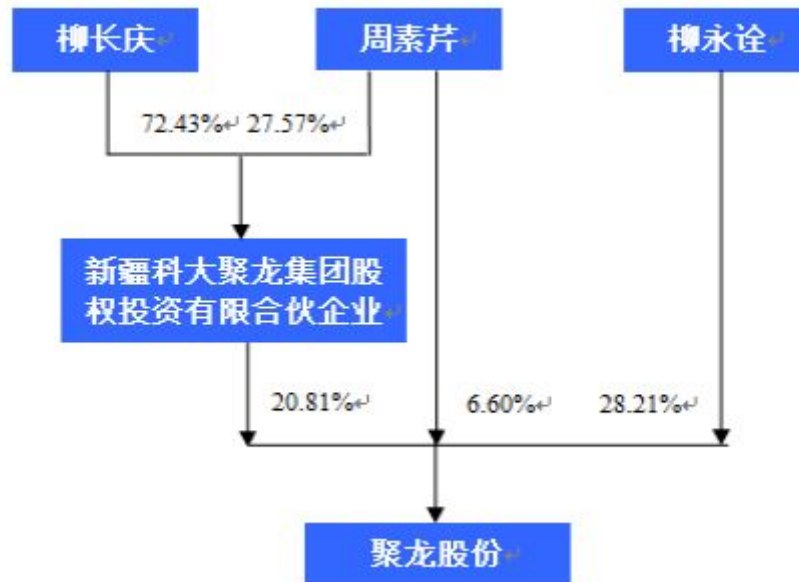 柳长庆
周素芹
柳永诠
72.43% 27.57%
新疆科大聚龙集团股
权投资有限合伙企业
20.81%
6.60%
28.21%
聚龙股份